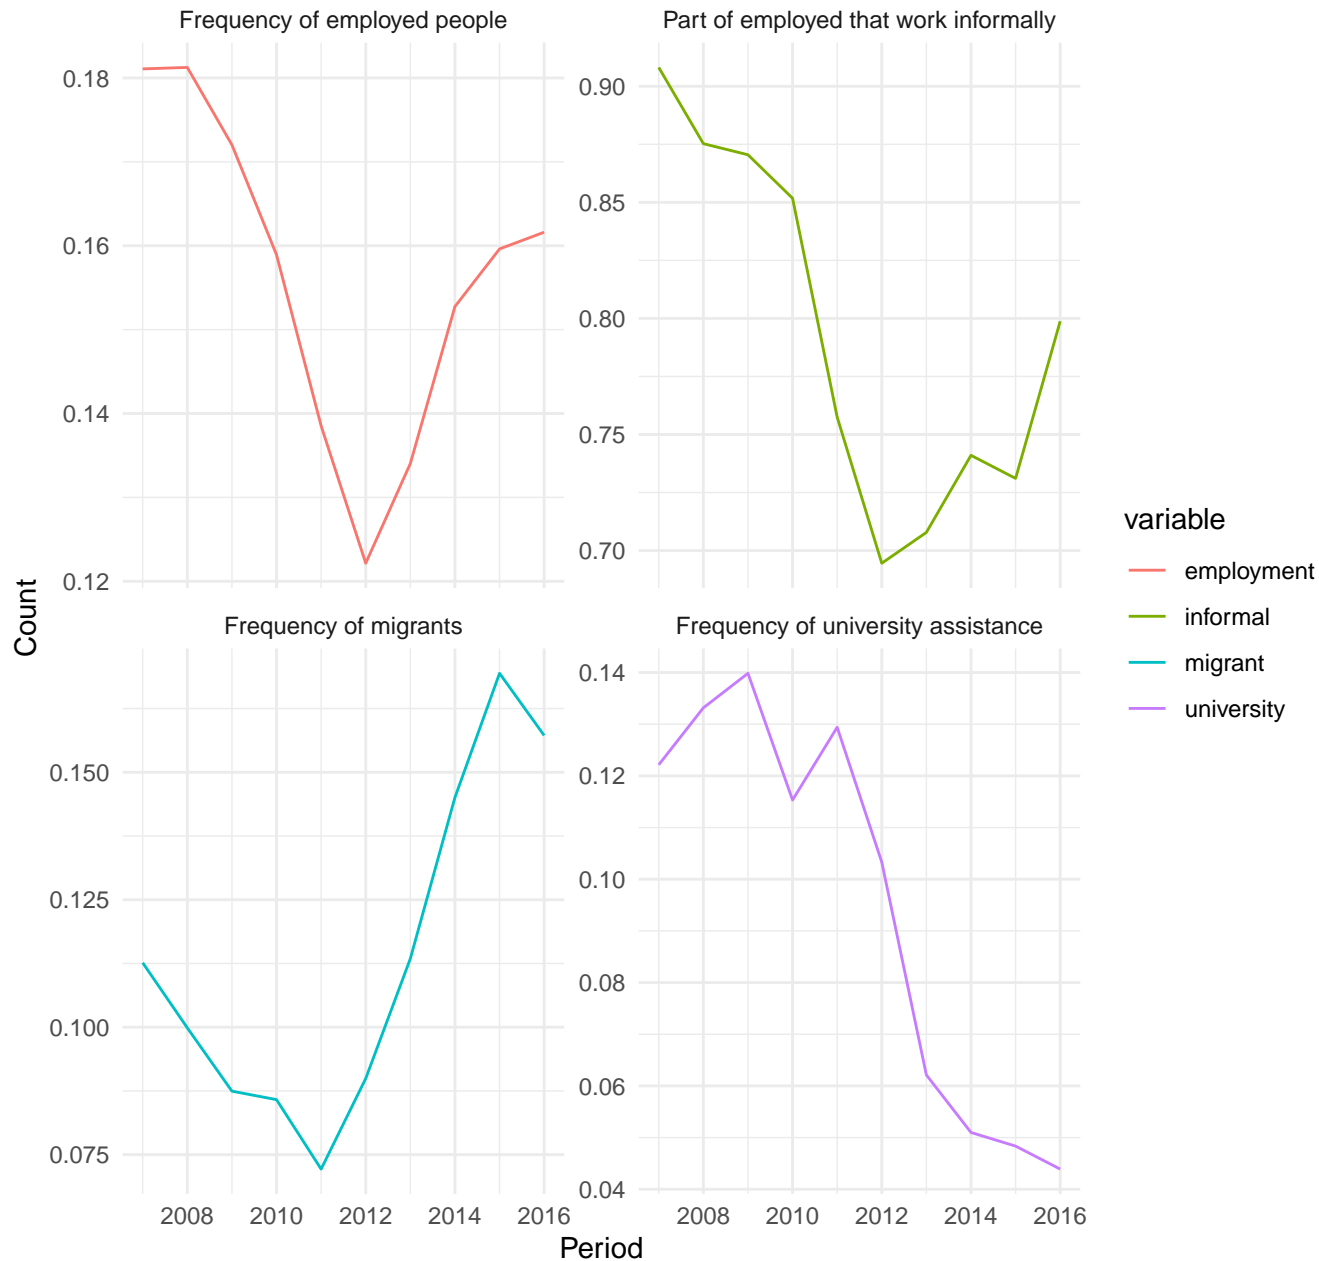 Frequency of employed people
Part of employed that work informally
0.18
0.16
0.14
0.12
0.90
0.85
0.80
0.75
0.70
Count
Frequency of migrants
Frequency of university assistance
0.150
0.125
0.100
0.075
0.14
0.12
0.10
0.08
0.06
0.04
2008 2010 2012 2014 2016
2008 2010 2012 2014 2016
Period
variable
employment
informal
migrant
university